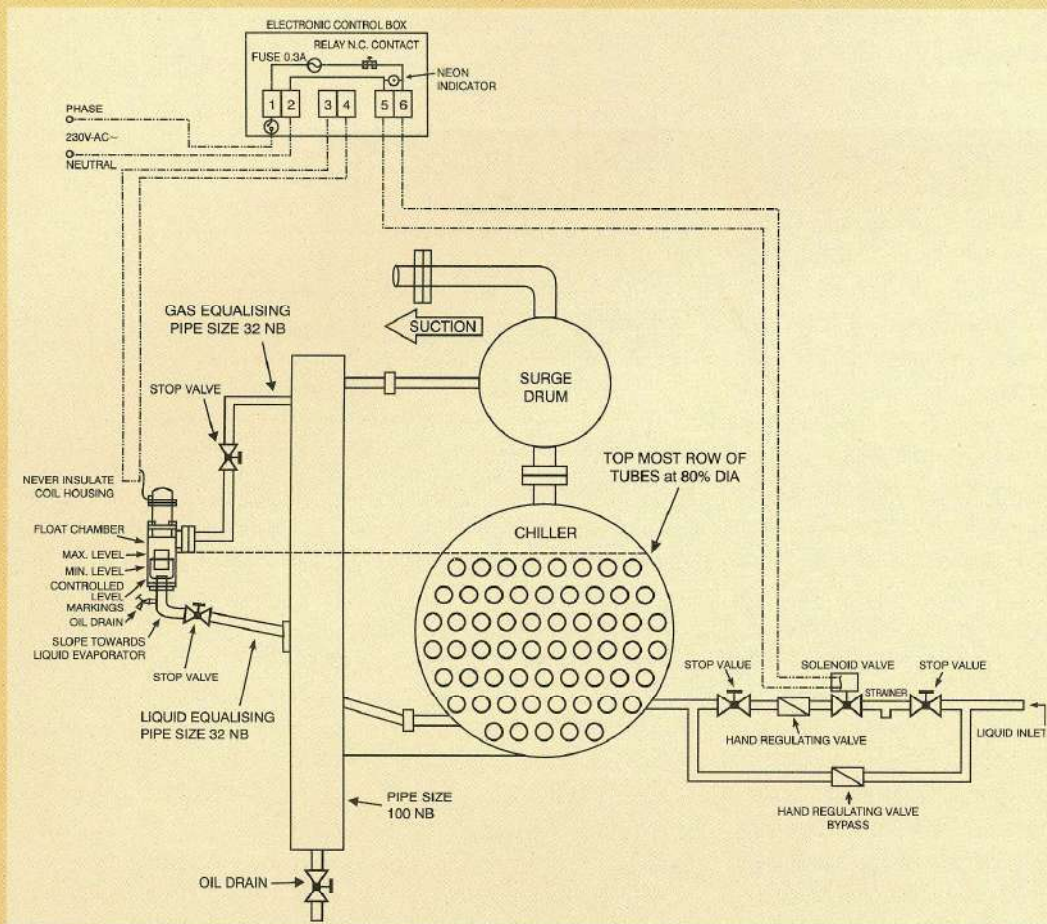 ELECTRONIC CONTROL BOX
RELAY N.C. CONTACT
FUSE 0.3A
NEON
INDICATOR
1 2 3 4 5 6
PHASE
230V-AC~
NEUTRAL
GAS EQUALISING
PIPE SIZE 32 NB
SUCTION
STOP VALVE
SURGE
DRUM
TOP MOST ROW OF
TUBES at 80% DIA
NEVER INSULATE
COIL HOUSING
CHILLER
FLOAT CHAMBER
MAX. LEVEL
MIN. LEVEL
CONTROLLED
LEVEL
MARKINGS
OIL DRAIN
SLOPE TOWARDS
LIQUID EVAPORATOR
STOP VALVE
LIQUID EQUALISING
PIPE SIZE 32 NB
STOP VALUE
SOLENOID VALVE
STOP VALUE
STRAINER
LIQUID INLET
HAND REGULATING VALVE
HAND REGULATING VALVE
BYPASS
PIPE SIZE
100 NB
OIL DRAIN